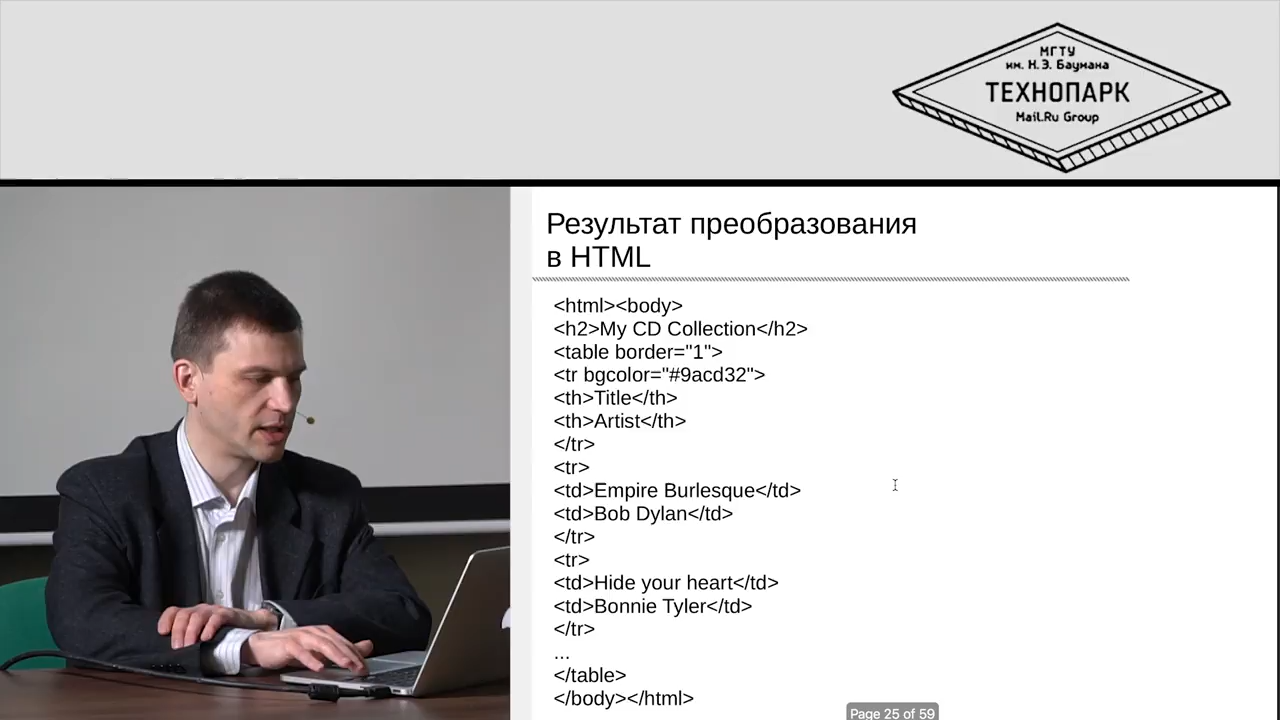 МГТУ
им. Н.Э. Баумана
ТЕХНОПАРК
Mail.Ru Group
Результат преобразования
в HTML
<html><body>
<h2>My CD Collection</h2>
<table border="1">
<tr bgcolor="#9acd32">
<th>Title</th>
<th>Artist</th>
</tr>
<tr>
<td>Empire Burlesque</td>
<td>Bob Dylan</td>
</tr>
<tr>
<td>Hide your heart</td>
<td>Bonnie Tyler</td>
</tr>
...
</table>
</body></html>
Page 25 of 59